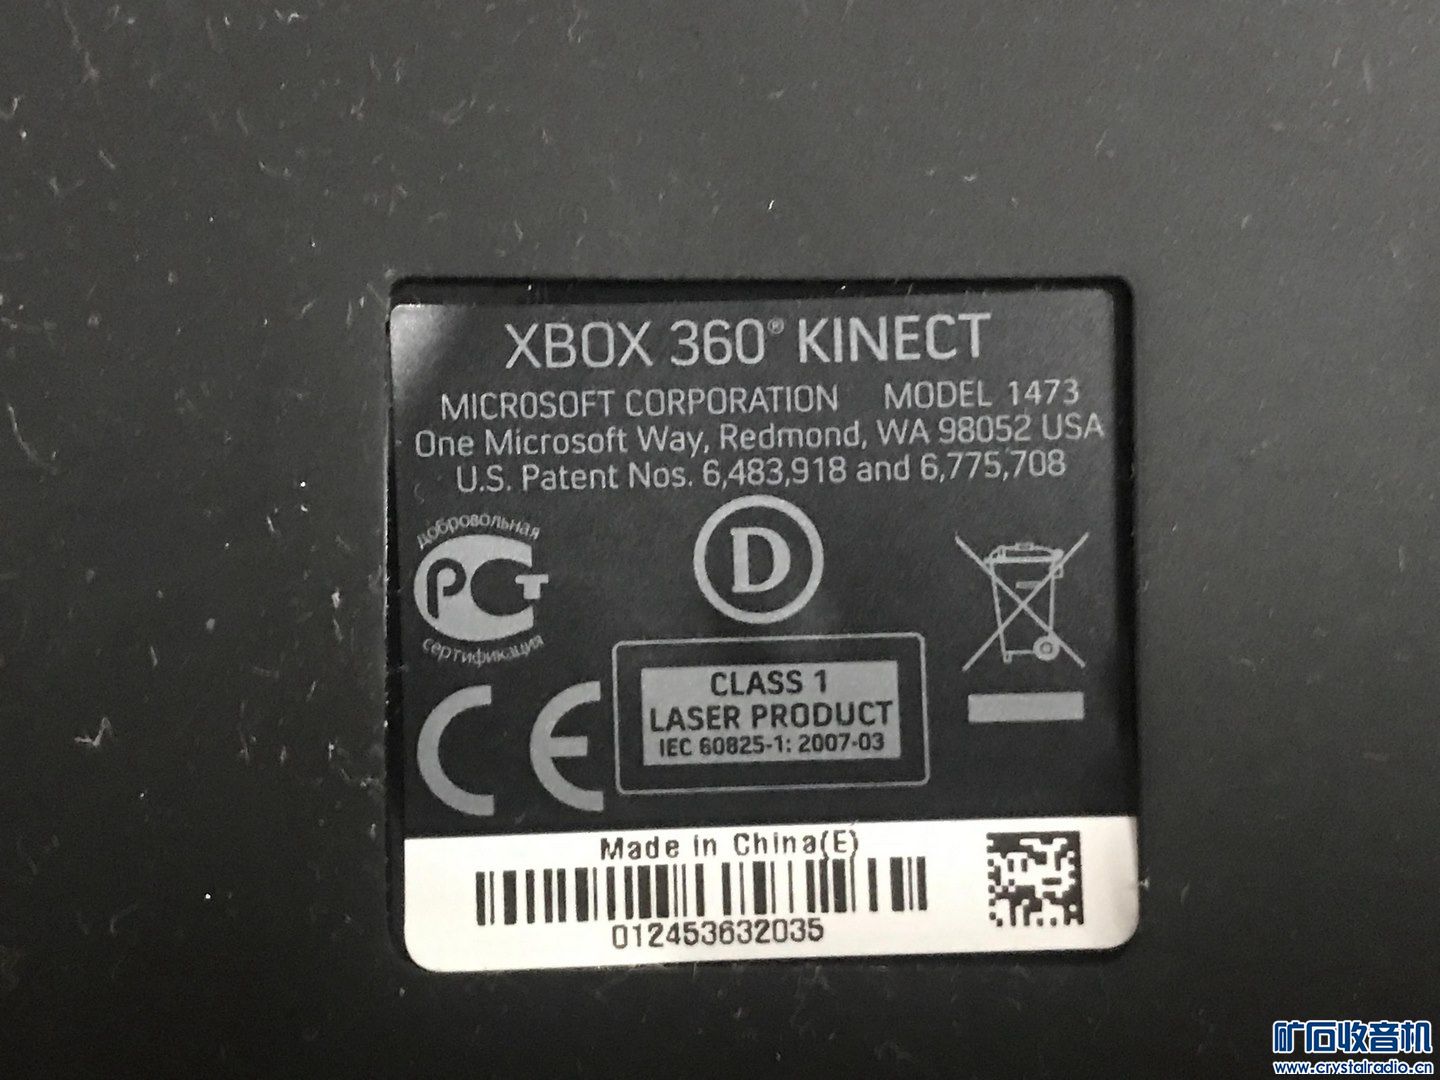 XBOX 360® KINECT
MICROSOFT CORPORATION MODEL 1473
One Microsoft Way, Redmond, WA 98052 USA
U.S. Patent Nos. 6,483,918 and 6,775,708
добровольная
РСТ
сертификация
D
CE
CLASS 1
LASER PRODUCT
IEC 60825-1: 2007-03
Made in China(E)
012453632035
矿石收音机
www.crystalradio.cn